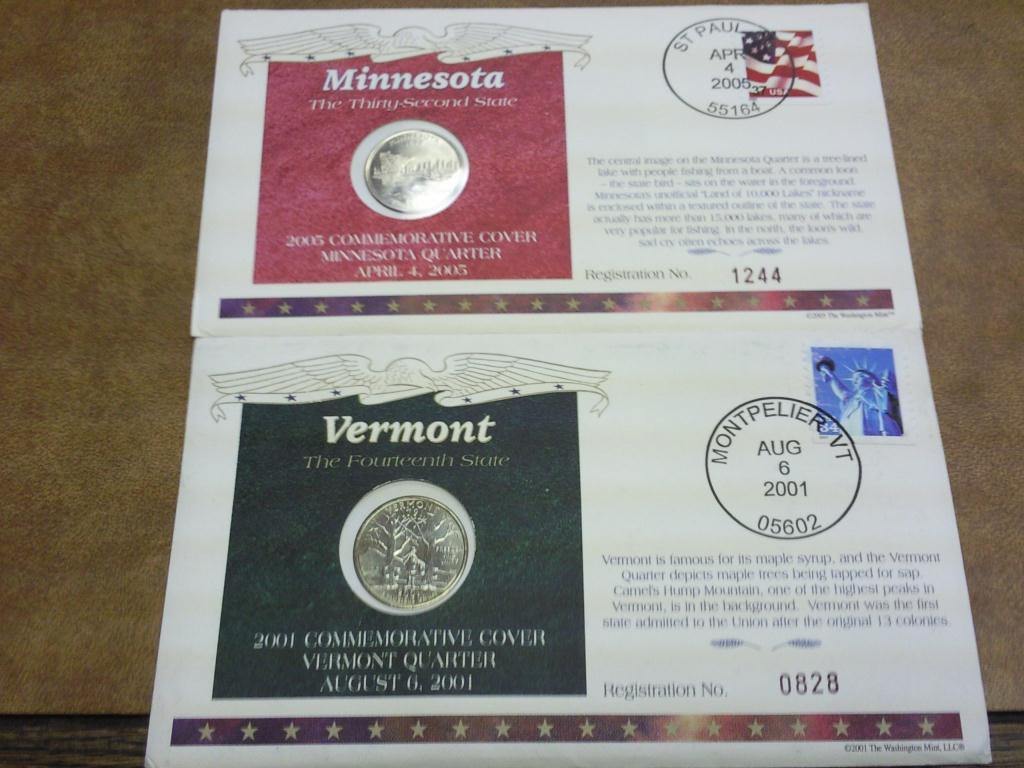 Minnesota
The Thirty-Second State
2005 COMMEMORATIVE COVER
MINNESOTA QUARTER
APRIL 4, 2005
ST PAUL
APR
4
2005
55164
37
USA
The central image on the Minnesota Quarter is a tree-lined
lake with people fishing from a boat. A common loon
– the state bird – sits on the water in the foreground.
Minnesota's unofficial "Land of 10,000 Lakes" nickname
is enclosed within a textured outline of the state. The state
actually has more than 15,000 lakes, many of which are
very popular for fishing. In the north, the loon's wild,
sad cry often echoes across the lakes.
Registration No. 1244
©2005 The Washington Mint™
Vermont
The Fourteenth State
VERMONT
2001 COMMEMORATIVE COVER
VERMONT QUARTER
AUGUST 6, 2001
34
MONTPELIER VT
AUG
6
2001
05602
Vermont is famous for its maple syrup, and the Vermont
Quarter depicts maple trees being tapped for sap.
Camel's Hump Mountain, one of the highest peaks in
Vermont, is in the background. Vermont was the first
state admitted to the Union after the original 13 colonies.
Registration No. 0828
©2001 The Washington Mint, LLC®